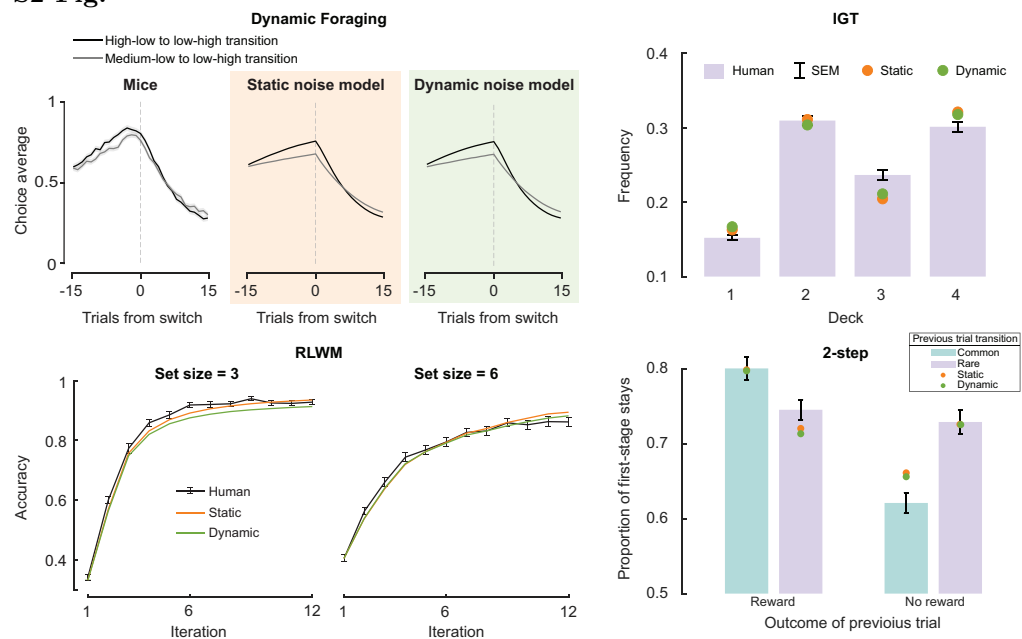 S2 Fig.
Dynamic Foraging
High-low to low-high transition
Medium-low to low-high transition
Mice
Static noise model
Dynamic noise model
Choice average
1
0.5
0
-15
0
15
-15
0
15
-15
0
15
Trials from switch
Trials from switch
Trials from switch
IGT
Human
SEM
Static
Dynamic
Frequency
0.4
0.3
0.2
0.1
1
2
3
4
Deck
RLWM
Set size = 3
Set size = 6
Accuracy
1
0.8
0.6
0.4
Human
Static
Dynamic
1
6
12
1
6
12
Iteration
Iteration
2-step
Previous trial transition
Common
Rare
Static
Dynamic
Proportion of first-stage stays
0.8
0.7
0.6
0.5
Reward
No reward
Outcome of previous trial